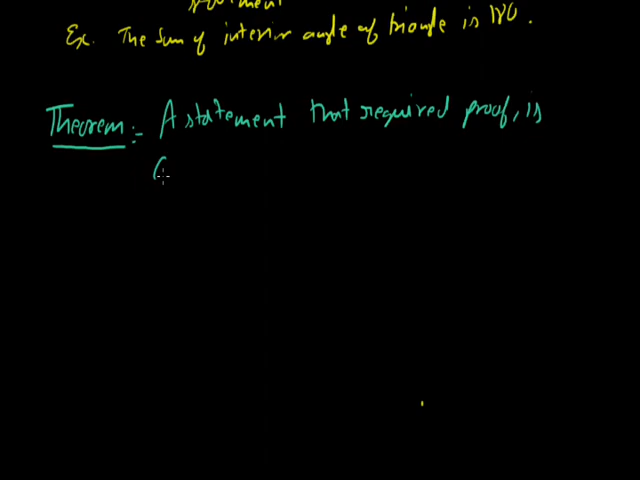 Ex. The Sum of interior angle of triangle is 180.
Theorem:- A statement that required proof, is